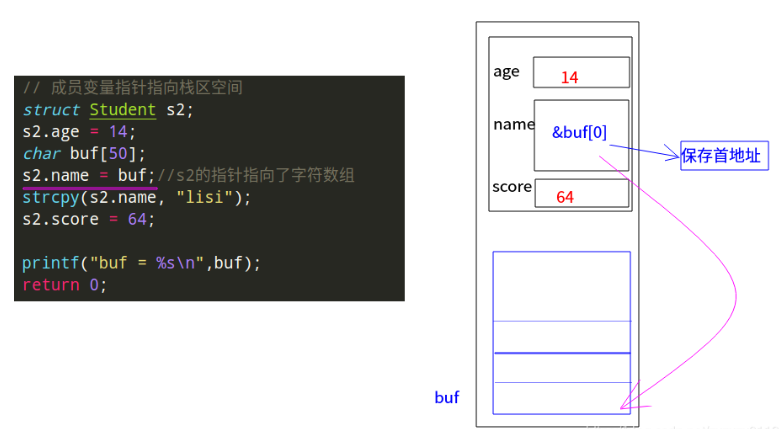 // 成员变量指针指向栈区空间
struct Student s2;
s2.age = 14;
char buf[50];
s2.name = buf;//s2的指针指向了字符数组
strcpy(s2.name, "lisi");
s2.score = 64;
printf("buf = %s\n",buf);
return 0;
age
14
name
&buf[0]
保存首地址
score
64
buf